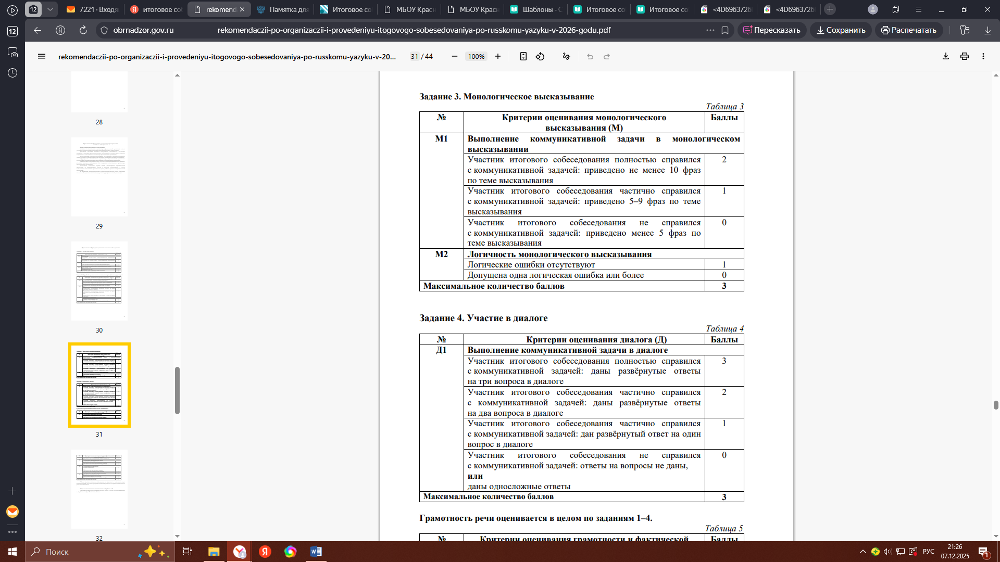 12
7221 · Входящ
итоговое соб
rekomend
Памятка для
Итоговое со
МБОУ Красн
МБОУ Красн
Шаблоны - С
Итоговое со
Итоговое со
<4D6963726
<4D6963726
12
obrnadzor.gov.ru
rekomendaczii-po-organizaczii-i-provedeniyu-itogovogo-sobesedovaniya-po-russkomu-yazyku-v-2026-godu.pdf
Пересказать
Сохранить
Распечатать
rekomendaczii-po-organizaczii-i-provedeniyu-itogovogo-sobesedovaniya-po-russkomu-yazyku-v-20...
31 / 44
100%
28
29
30
31
32
Задание 3. Монологическое высказывание
Таблица 3
№ Критерии оценивания монологического Баллы
высказывания (М)
М1 Выполнение коммуникативной задачи в монологическом
высказывании
Участник итогового собеседования полностью справился 2
с коммуникативной задачей: приведено не менее 10 фраз
по теме высказывания
Участник итогового собеседования частично справился 1
с коммуникативной задачей: приведено 5–9 фраз по теме
высказывания
Участник итогового собеседования не справился 0
с коммуникативной задачей: приведено менее 5 фраз по
теме высказывания
М2 Логичность монологического высказывания
Логические ошибки отсутствуют 1
Допущена одна логическая ошибка или более 0
Максимальное количество баллов 3
Задание 4. Участие в диалоге
Таблица 4
№ Критерии оценивания диалога (Д) Баллы
Д1 Выполнение коммуникативной задачи в диалоге
Участник итогового собеседования полностью справился 3
с коммуникативной задачей: даны развёрнутые ответы
на три вопроса в диалоге
Участник итогового собеседования частично справился 2
с коммуникативной задачей: даны развёрнутые ответы
на два вопроса в диалоге
Участник итогового собеседования частично справился 1
с коммуникативной задачей: дан развёрнутый ответ на один
вопрос в диалоге
Участник итогового собеседования не справился 0
с коммуникативной задачей: ответы на вопросы не даны,
или
даны односложные ответы
Максимальное количество баллов 3
Грамотность речи оценивается в целом по заданиям 1–4.
Таблица 5
№ Критерии оценивания грамотности и фактической Баллы
Поиск
РУС
21:26
07.12.2025
1